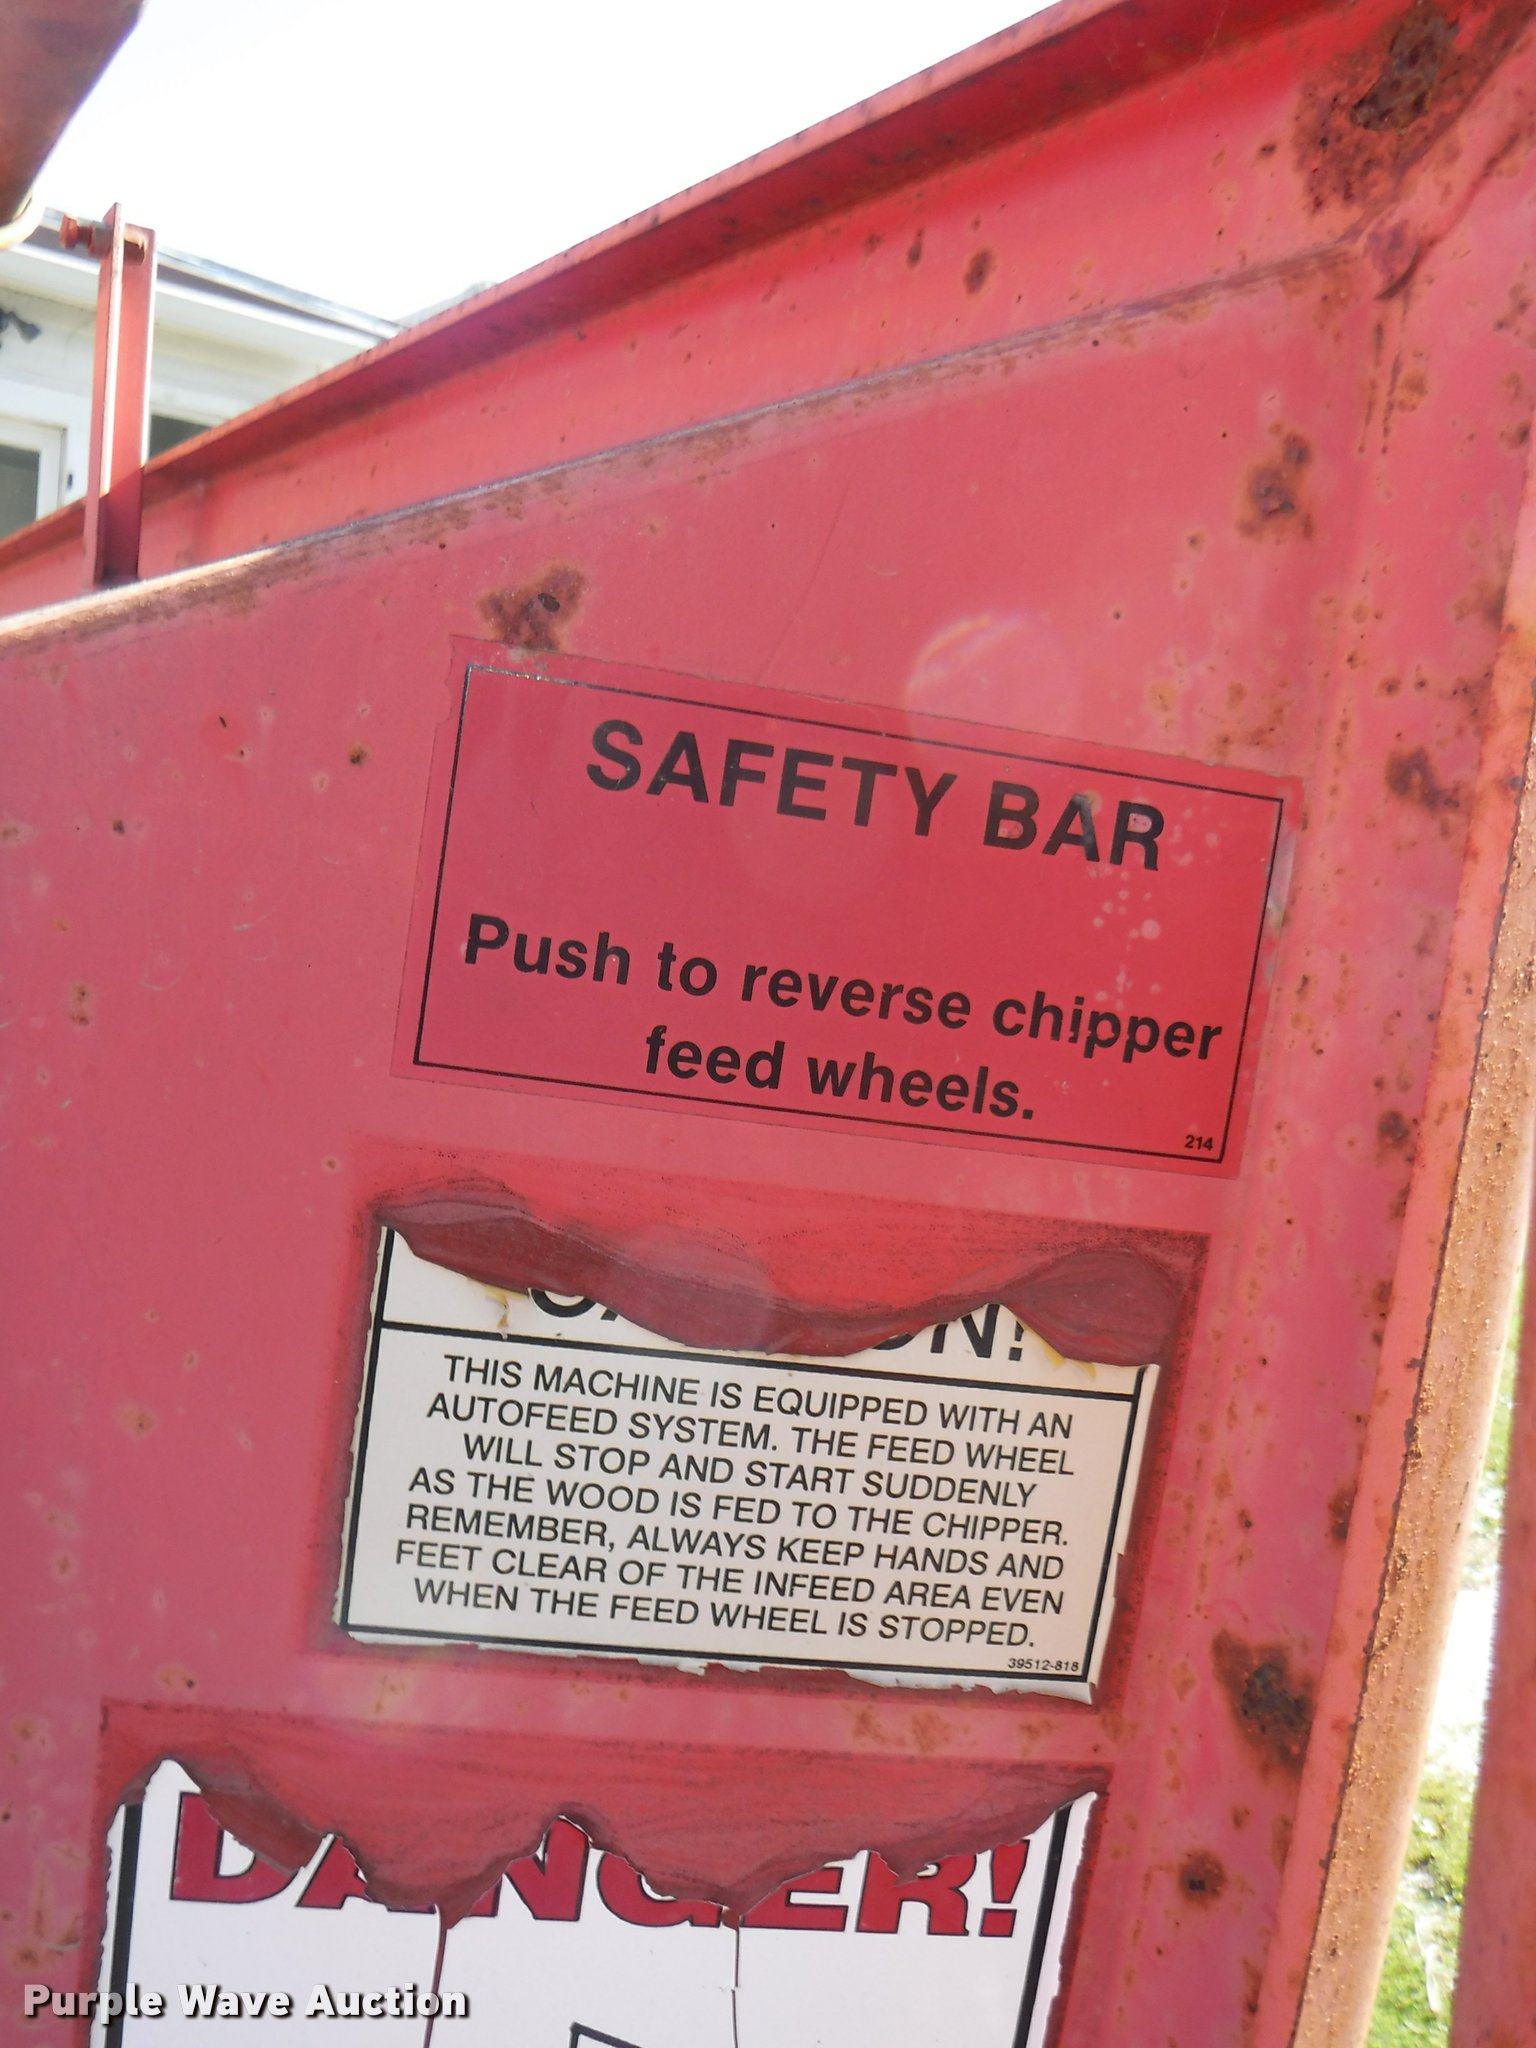 SAFETY BAR
Push to reverse chipper
feed wheels.
214
THIS MACHINE IS EQUIPPED WITH AN
AUTOFEED SYSTEM. THE FEED WHEEL
WILL STOP AND START SUDDENLY
AS THE WOOD IS FED TO THE CHIPPER.
REMEMBER, ALWAYS KEEP HANDS AND
FEET CLEAR OF THE INFEED AREA EVEN
WHEN THE FEED WHEEL IS STOPPED.
39512-818
DANGER!
Purple Wave Auction